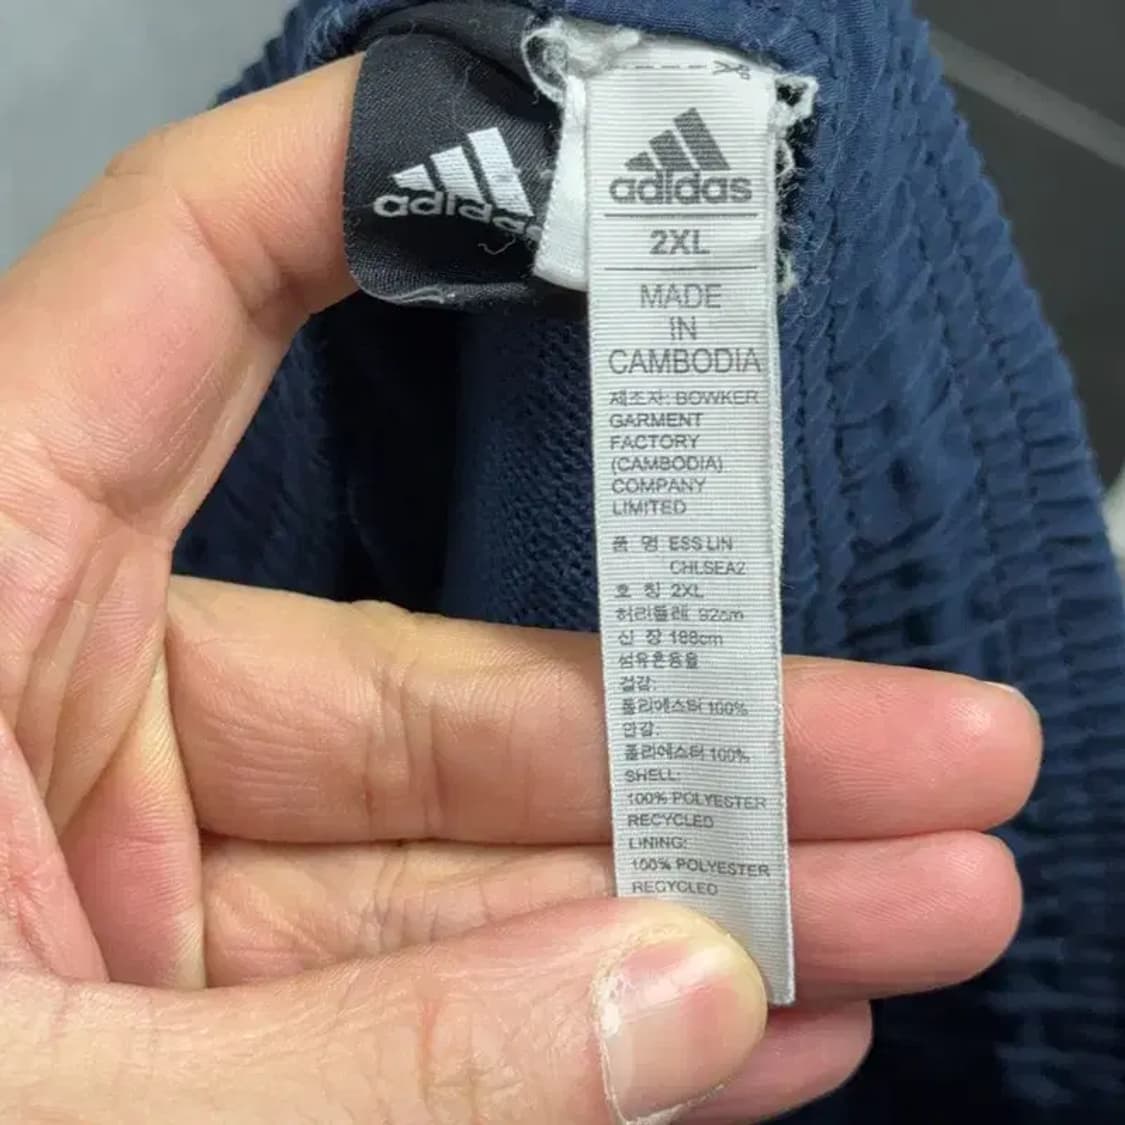 adidas
adidas
2XL
MADE
IN
CAMBODIA
제조자: BOWKER
GARMENT
FACTORY
(CAMBODIA)
COMPANY
LIMITED
품 명 ESS LIN
CHLSEA2
호 칭 2XL
허리둘레 92cm
신 장 188cm
섬유혼용율
겉감:
폴리에스터 100%
안감:
폴리에스터 100%
SHELL:
100% POLYESTER
RECYCLED
LINING:
100% POLYESTER
RECYCLED